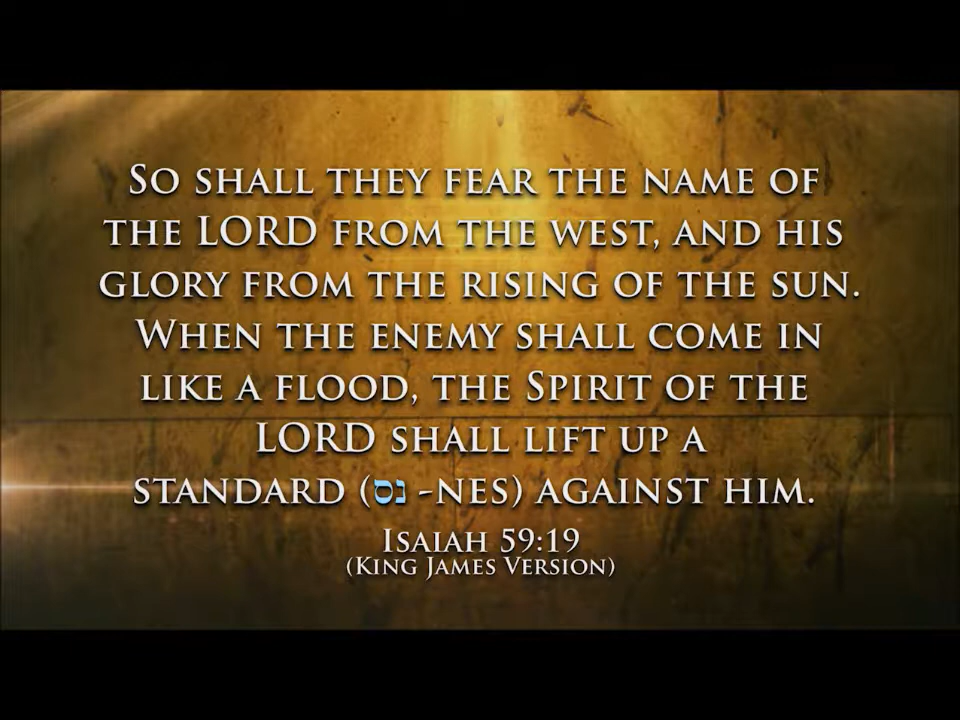 So shall they fear the name of
the LORD from the west, and his
glory from the rising of the sun.
When the enemy shall come in
like a flood, the Spirit of the
LORD shall lift up a
standard (נס -nes) against him.
Isaiah 59:19
(King James Version)